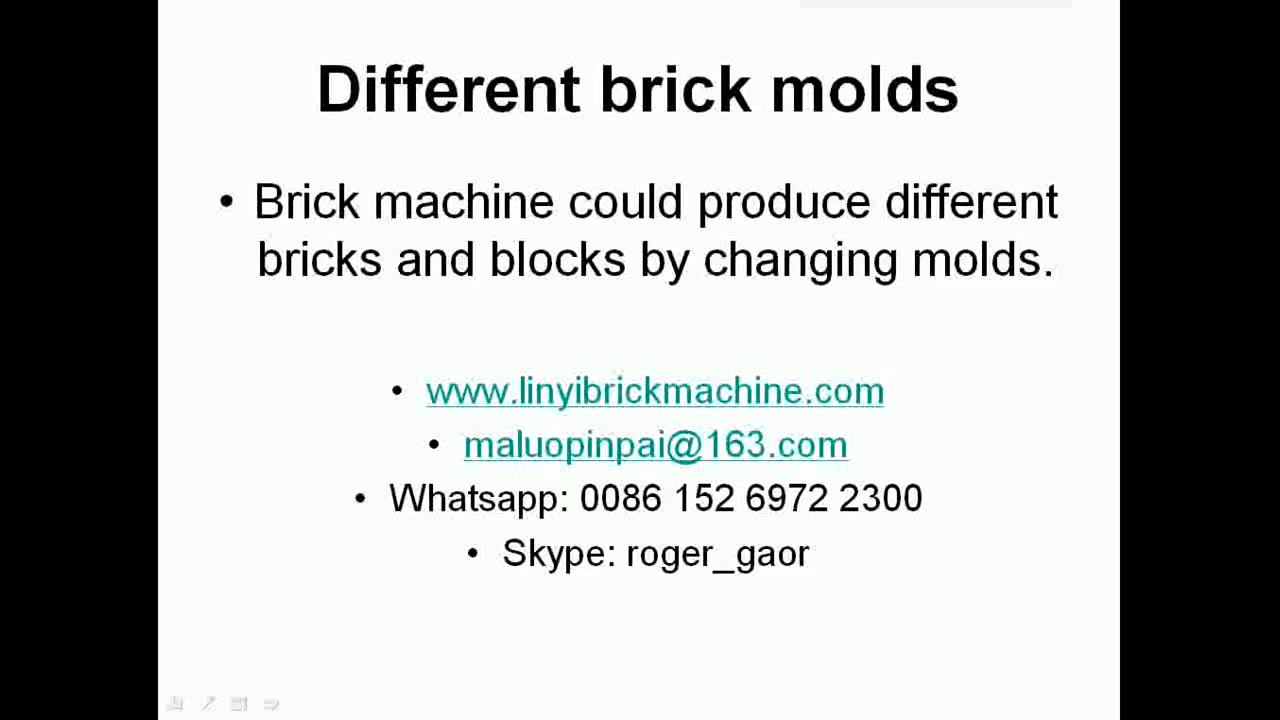 Different brick molds
• Brick machine could produce different
bricks and blocks by changing molds.
• www.linyibrickmachine.com
• maluopinpai@163.com
• Whatsapp: 0086 152 6972 2300
• Skype: roger_gaor